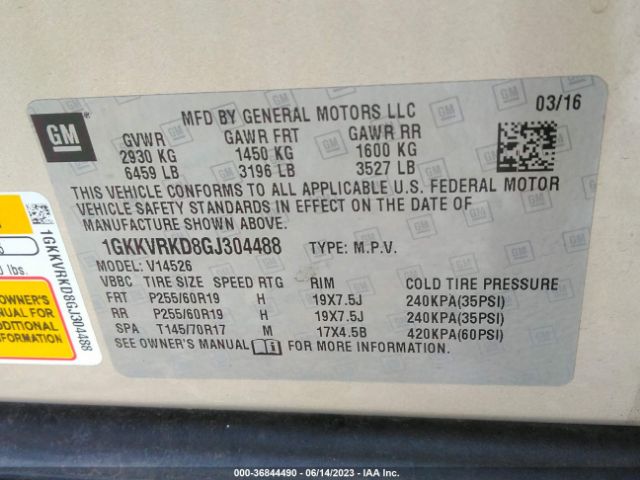 MFD BY GENERAL MOTORS LLC 03/16
GM
GVWR GAWR FRT GAWR RR
2930 KG 1450 KG 1600 KG
6459 LB 3196 LB 3527 LB
THIS VEHICLE CONFORMS TO ALL APPLICABLE U.S. FEDERAL MOTOR
VEHICLE SAFETY STANDARDS IN EFFECT ON THE DATE OF
MANUFACTURE SHOWN ABOVE.
1GKKVRKD8GJ304488 TYPE: M.P.V.
MODEL: V14526
VBBC TIRE SIZE SPEED RTG RIM COLD TIRE PRESSURE
FRT P255/60R19 H 19X7.5J 240KPA(35PSI)
RR P255/60R19 H 19X7.5J 240KPA(35PSI)
SPA T145/70R17 M 17X4.5B 420KPA(60PSI)
SEE OWNER'S MANUAL FOR MORE INFORMATION.
1GKKVRKD8GJ304488
lbs.
OWNER'S
MANUAL FOR
ADDITIONAL
INFORMATION
000-36844490 - 06/14/2023 - IAA Inc.